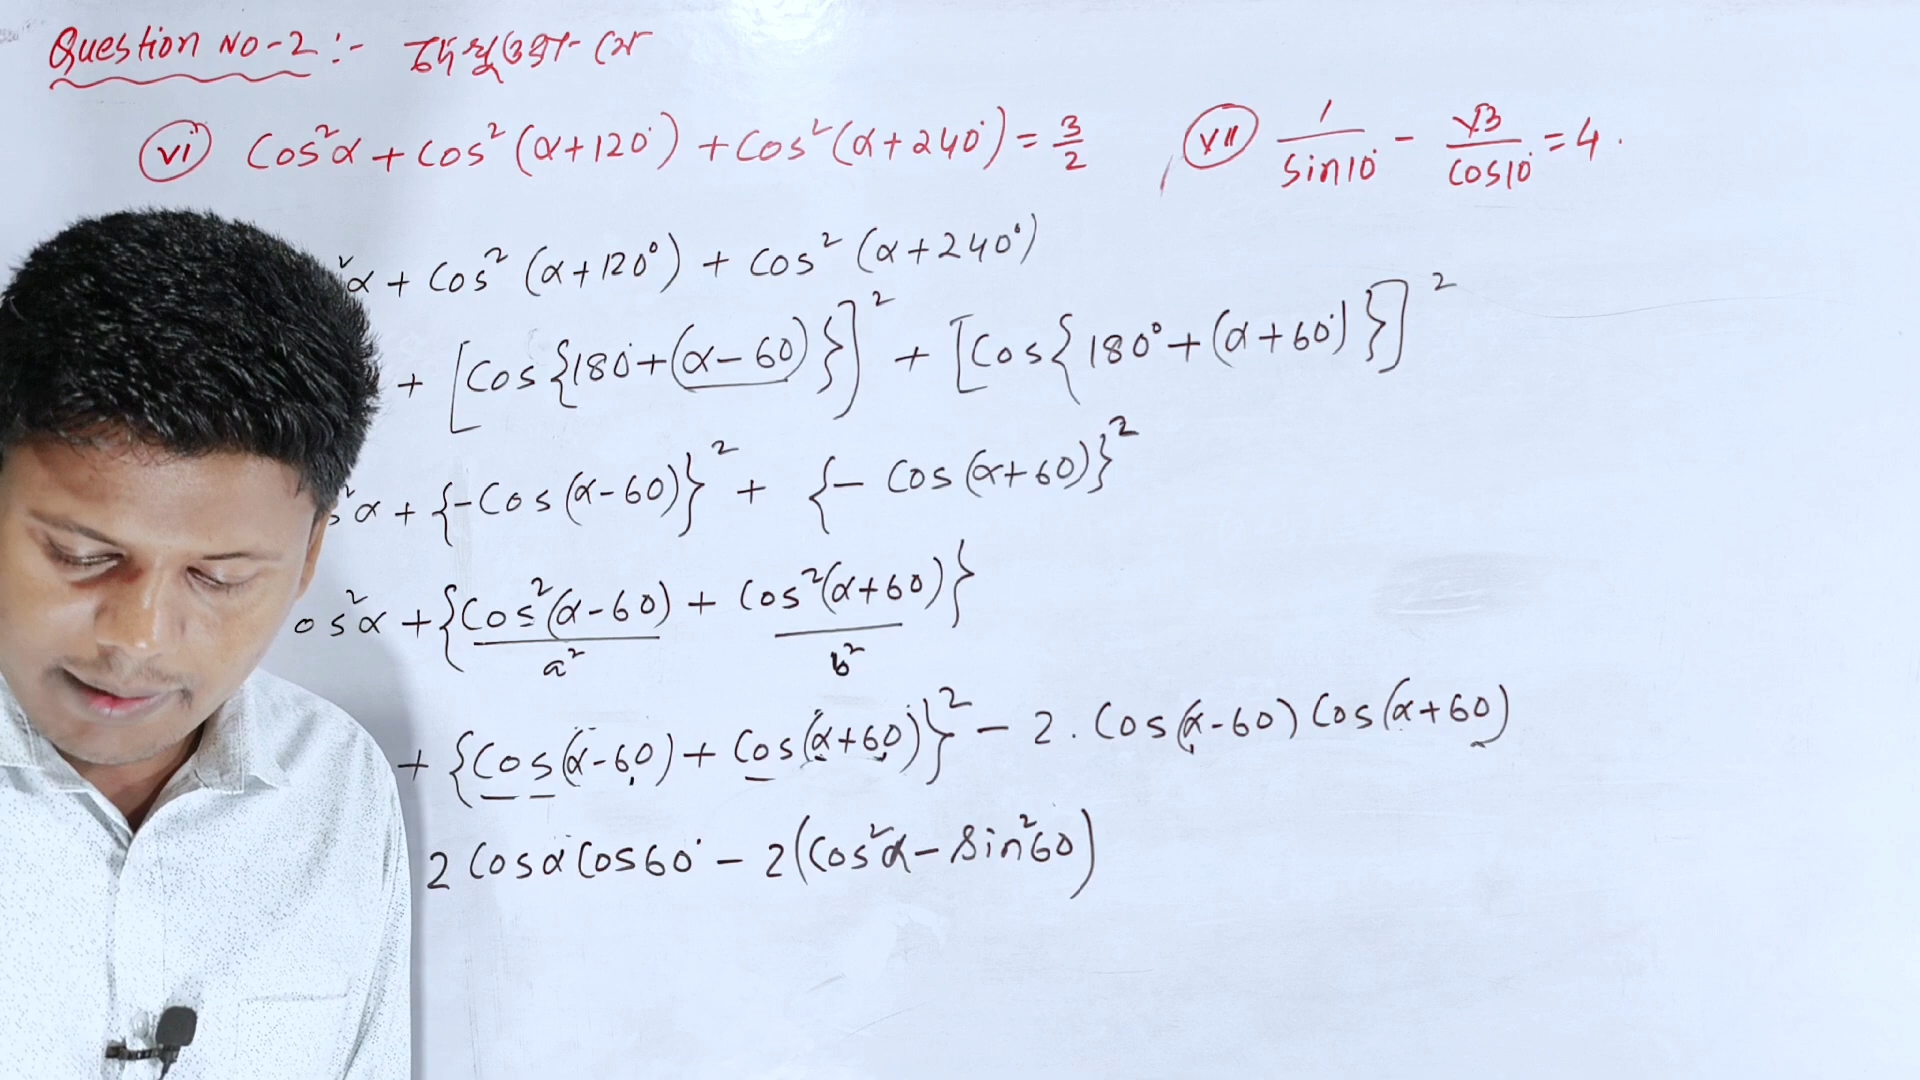 Question NO-2:- দেখাও যে
(vi) Cos²α + Cos² (α+120°) + Cos² (α+240°) = 3/2 (vii) 1/Sin10° - √3/Cos10° = 4.
²α + Cos² (α+120°) + Cos² (α+240°)
+ [Cos{180°+(α-60)}]² + [Cos{180°+(α+60°)}]²
s²α + {-Cos(α-60)}² + {- Cos(α+60)}²
os²α + {Cos²(α-60) + Cos²(α+60)}
a² b²
+ {Cos(α-60) + Cos(α+60)}² - 2. Cos(α-60) Cos(α+60)
2 Cosα Cos60° - 2(Cos²α - Sin²60)